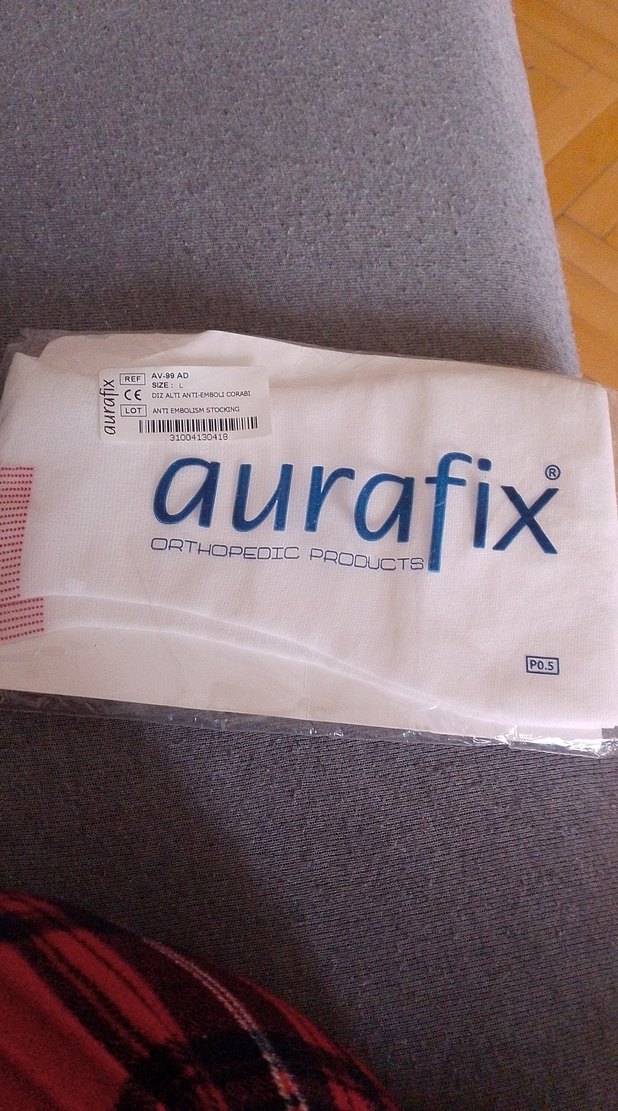 aurafix
REF AV-99 AD
SIZE : L
CE DIZ ALTI ANTI-EMBOLI CORABI
LOT ANTI EMBOLISM STOCKING
31004130418
aurafix®
ORTHOPEDIC PRODUCTS
P0.5